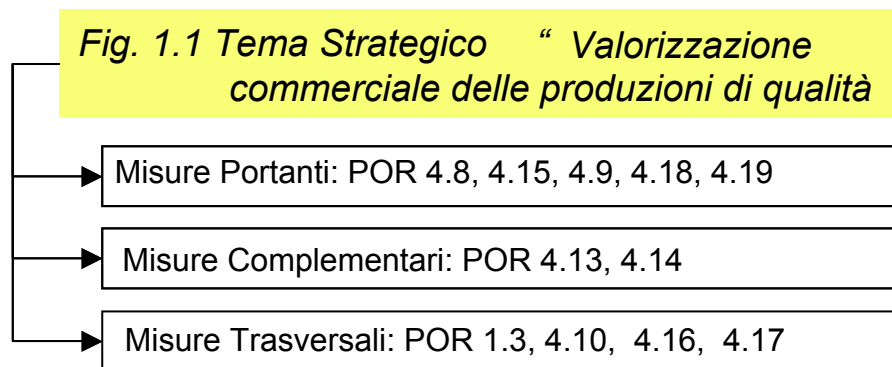 Fig. 1.1 Tema Strategico “ Valorizzazione
commerciale delle produzioni di qualità
Misure Portanti: POR 4.8, 4.15, 4.9, 4.18, 4.19
Misure Complementari: POR 4.13, 4.14
Misure Trasversali: POR 1.3, 4.10, 4.16, 4.17